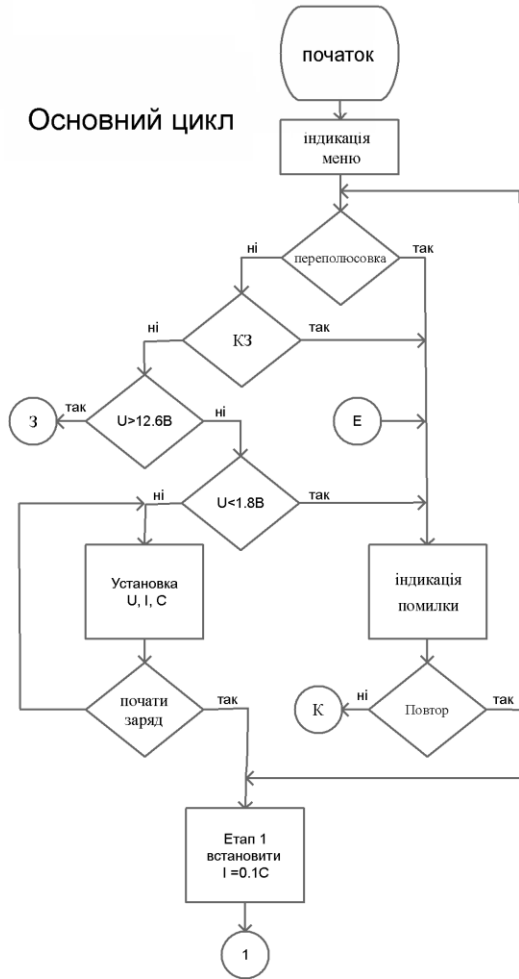 початок
Основний цикл
індикація
меню
ні
переполюсовка
так
ні
КЗ
так
З
так
U>12.6В
ні
Е
ні
U<1.8В
так
Установка
U, I, C
індикація
помилки
почати
заряд
так
К
ні
Повтор
так
Етап 1
встановити
I =0.1C
1